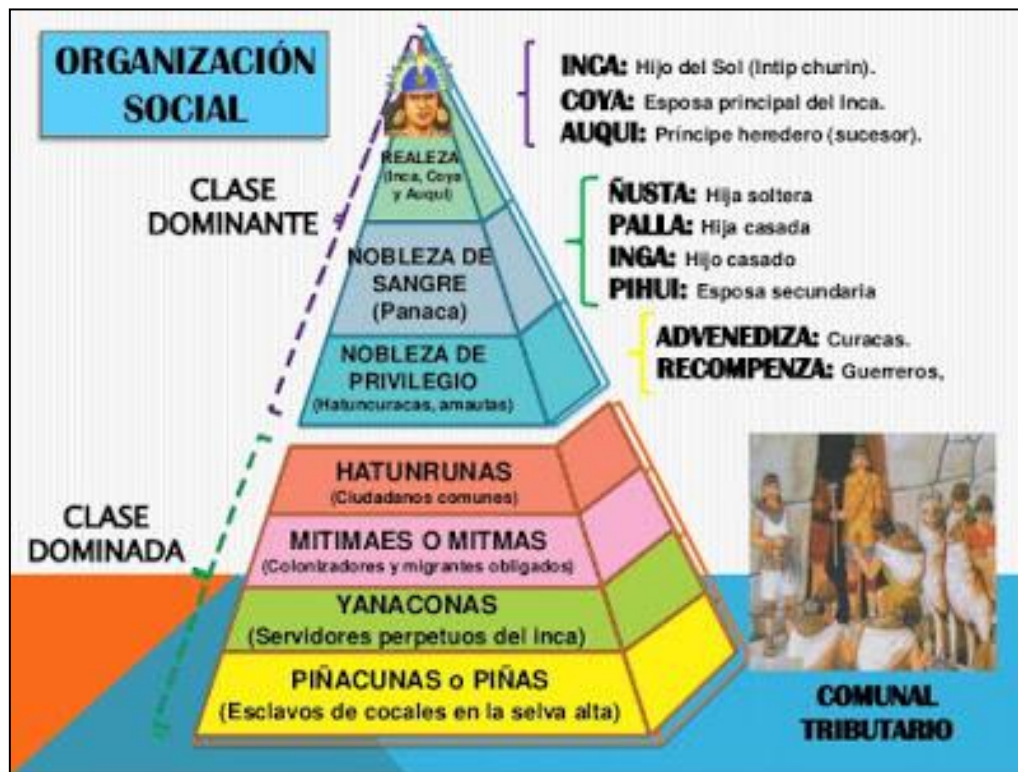 ORGANIZACIÓN
SOCIAL
INCA: Hijo del Sol (Intip churin).
COYA: Esposa principal del Inca.
AUQUI: Príncipe heredero (sucesor).
CLASE
DOMINANTE
REALEZA
(Inca, Coya
y Auqui)
ÑUSTA: Hija soltera
PALLA: Hija casada
INGA: Hijo casado
PIHUI: Esposa secundaria
NOBLEZA DE
SANGRE
(Panaca)
ADVENEDIZA: Curacas.
RECOMPENZA: Guerreros,
NOBLEZA DE
PRIVILEGIO
(Hatuncuracas, amautas)
CLASE
DOMINADA
HATUNRUNAS
(Ciudadanos comunes)
MITIMAES O MITMAS
(Colonizadores y migrantes obligados)
YANACONAS
(Servidores perpetuos del inca)
PIÑACUNAS o PIÑAS
(Esclavos de cocales en la selva alta)
COMUNAL
TRIBUTARIO